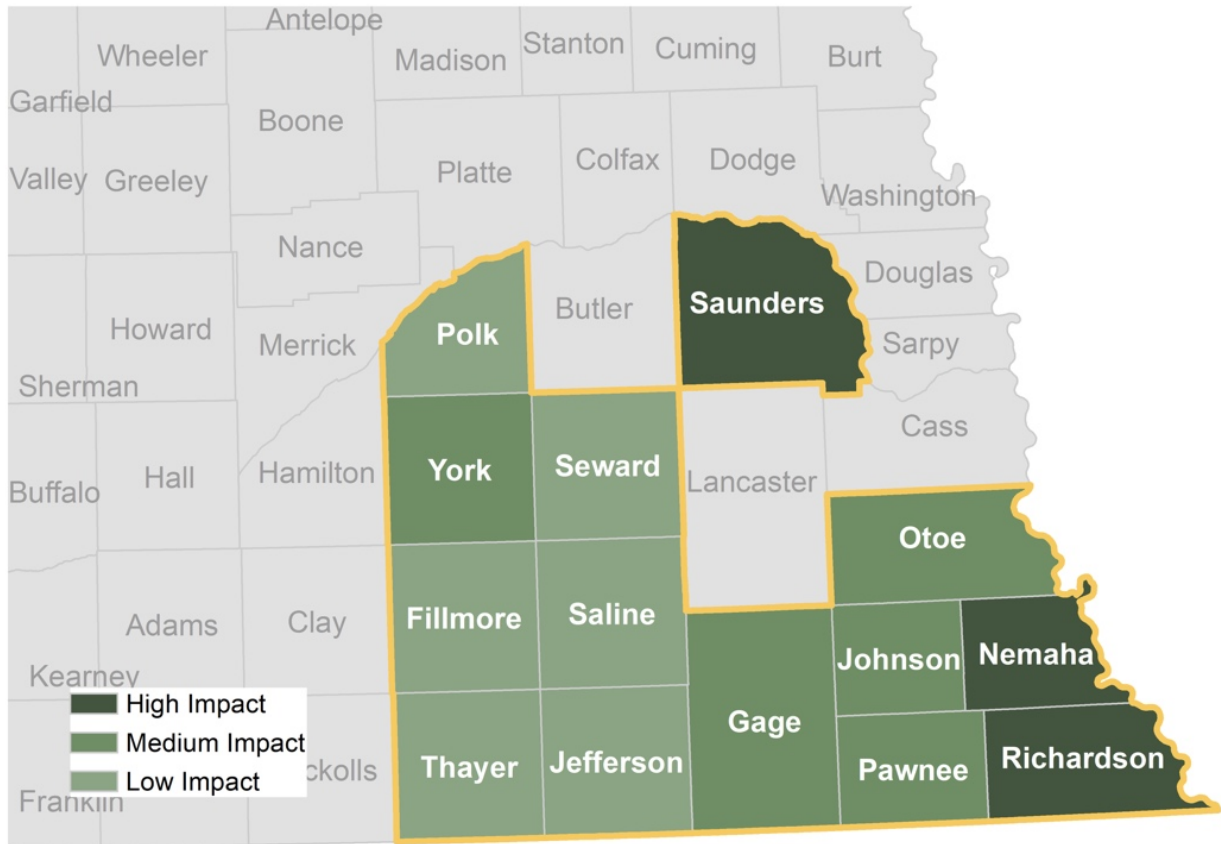 Antelope
Wheeler
Madison
Stanton
Cuming
Burt
Garfield
Boone
Valley
Greeley
Platte
Colfax
Dodge
Washington
Nance
Douglas
Howard
Merrick
Polk
Butler
Saunders
Sarpy
Sherman
Buffalo
Hall
Hamilton
York
Seward
Lancaster
Cass
Otoe
Adams
Clay
Fillmore
Saline
Johnson
Nemaha
Kearney
High Impact
Medium Impact
Low Impact
ckolls
Franklin
Thayer
Jefferson
Gage
Pawnee
Richardson